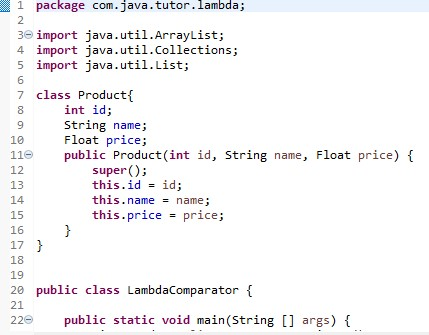 1 package com.java.tutor.lambda;
2
3 import java.util.ArrayList;
4 import java.util.Collections;
5 import java.util.List;
6
7 class Product{
8 int id;
9 String name;
10 Float price;
11 public Product(int id, String name, Float price) {
12 super();
13 this.id = id;
14 this.name = name;
15 this.price = price;
16 }
17 }
18
19
20 public class LambdaComparator {
21
22 public static void main(String [] args) {